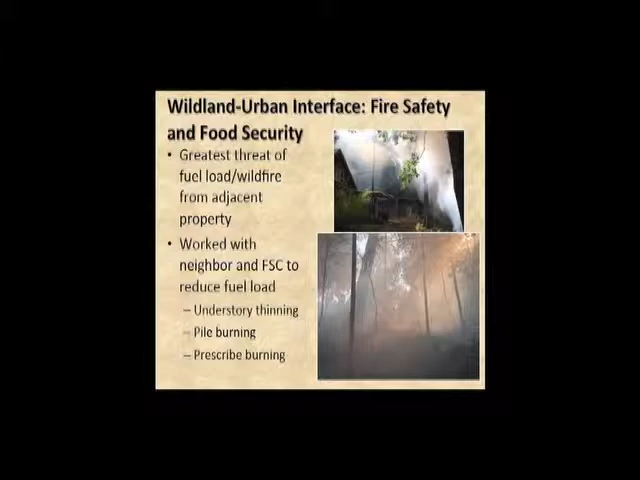 Wildland-Urban Interface: Fire Safety
and Food Security
• Greatest threat of
fuel load/wildfire
from adjacent
property
• Worked with
neighbor and FSC to
reduce fuel load
– Understory thinning
– Pile burning
– Prescribe burning